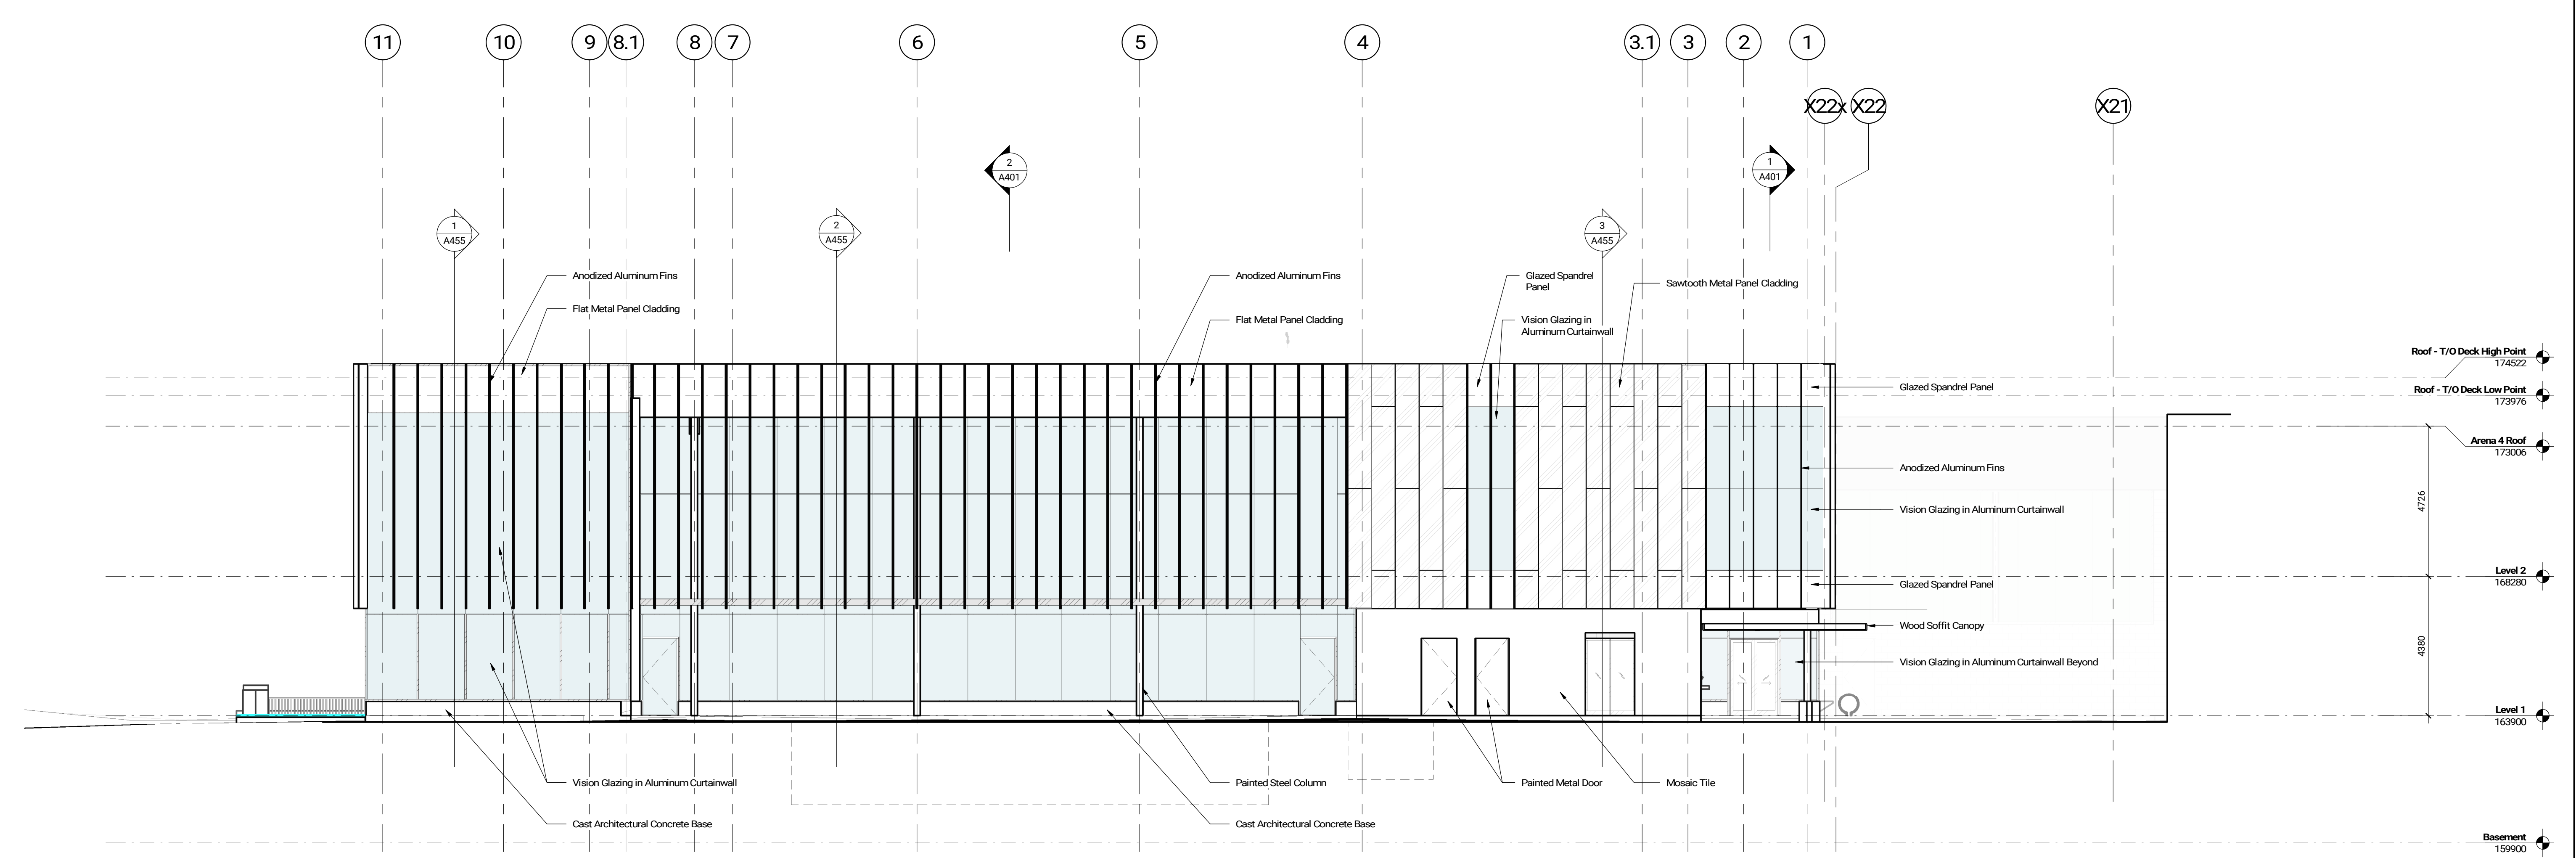 11 10 9 8.1 8 7 6 5 4 3.1 3 2 1
X22x X22 X21
2
A401
1
A401
1
A455
2
A455
3
A455
Anodized Aluminum Fins
Flat Metal Panel Cladding
Anodized Aluminum Fins
Flat Metal Panel Cladding
Glazed Spandrel
Panel
Vision Glazing in
Aluminum Curtainwall
Sawtooth Metal Panel Cladding
Roof - T/O Deck High Point
174522
Glazed Spandrel Panel
Roof - T/O Deck Low Point
173976
Arena 4 Roof
173006
Anodized Aluminum Fins
4726
Vision Glazing in Aluminum Curtainwall
Level 2
168280
Glazed Spandrel Panel
Wood Soffit Canopy
4380
Vision Glazing in Aluminum Curtainwall Beyond
Level 1
163900
Vision Glazing in Aluminum Curtainwall
Cast Architectural Concrete Base
Painted Steel Column
Cast Architectural Concrete Base
Painted Metal Door
Mosaic Tile
Basement
159900